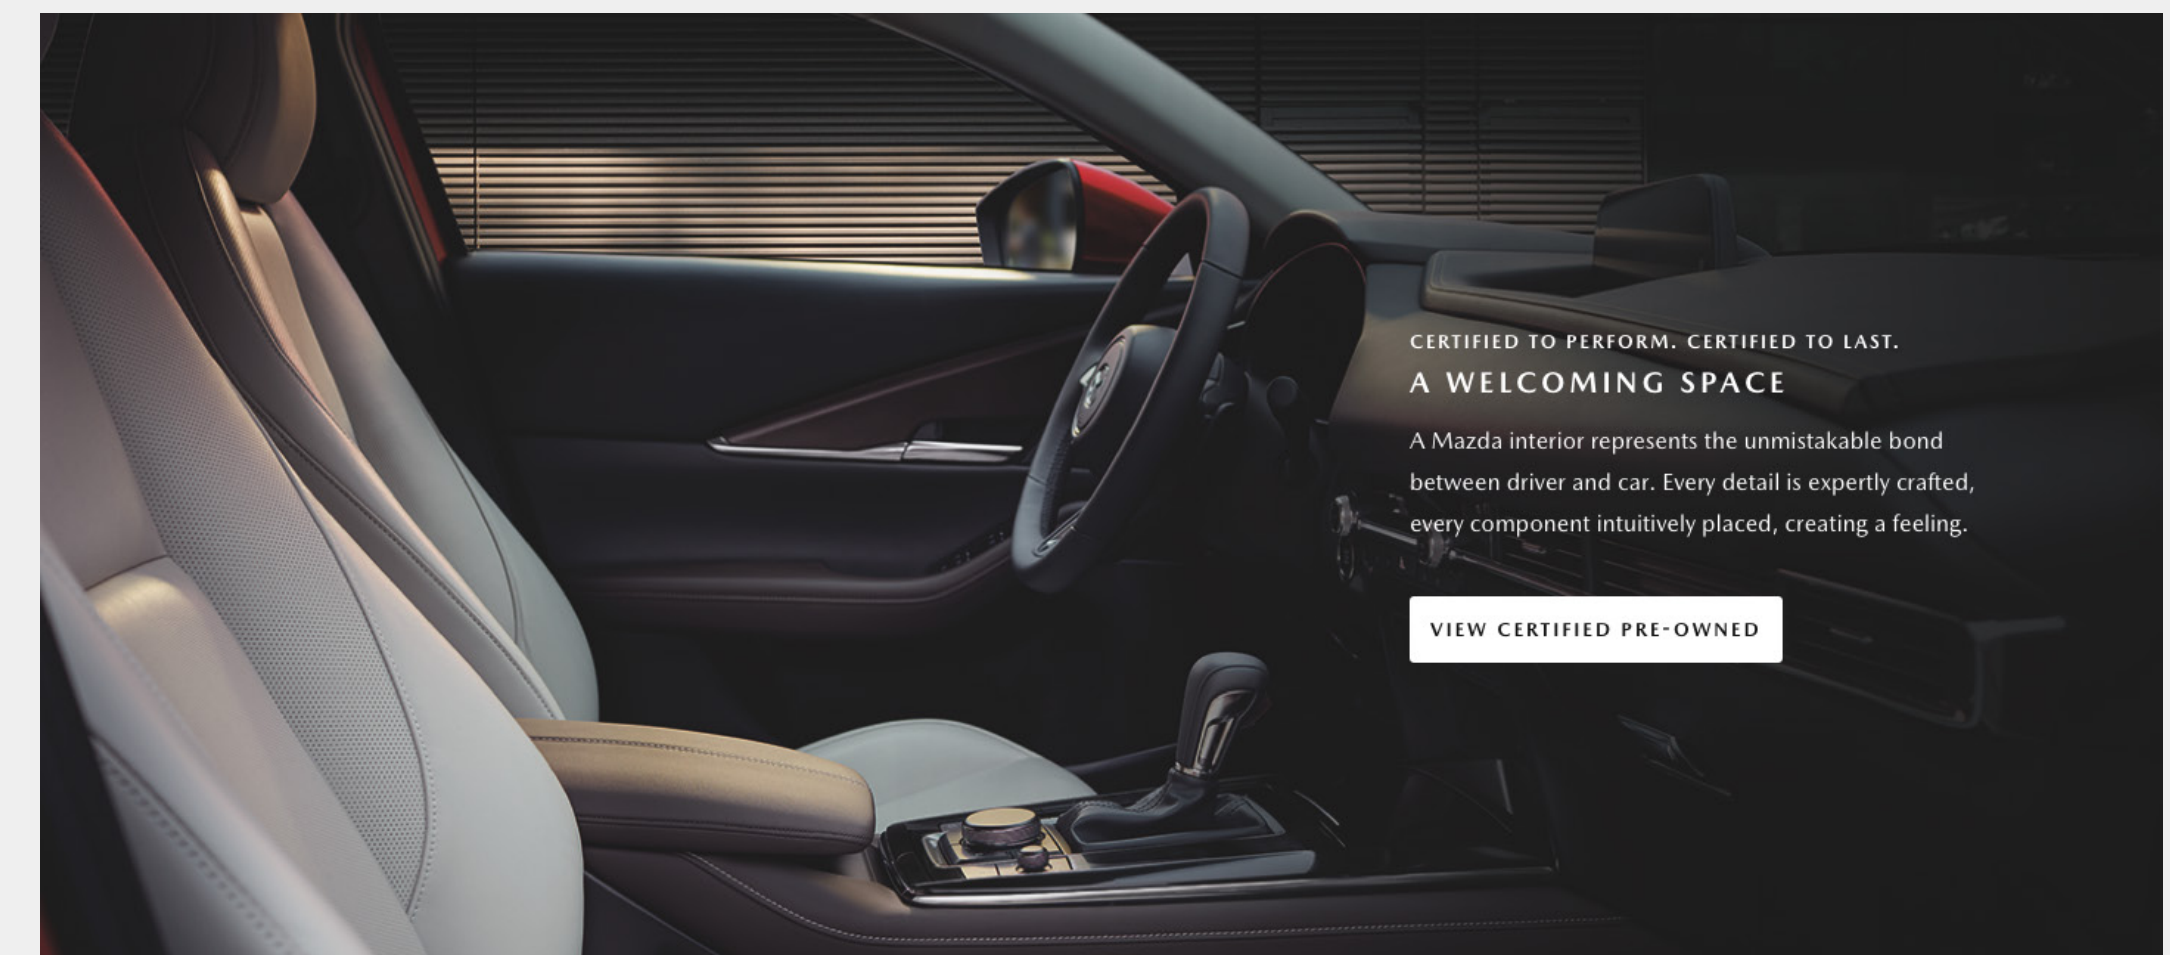 CERTIFIED TO PERFORM. CERTIFIED TO LAST.
A WELCOMING SPACE
A Mazda interior represents the unmistakable bond
between driver and car. Every detail is expertly crafted,
every component intuitively placed, creating a feeling.
VIEW CERTIFIED PRE-OWNED